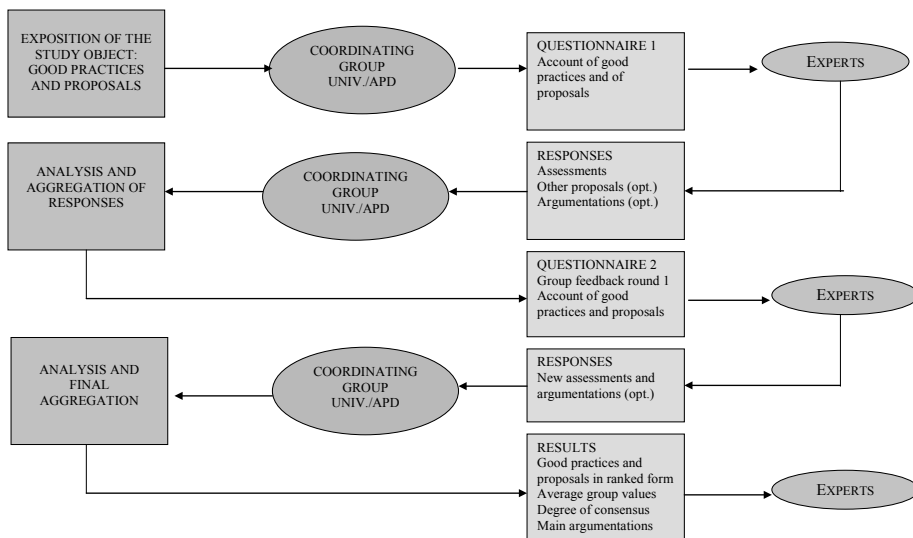 EXPOSITION OF THE
STUDY OBJECT:
GOOD PRACTICES
AND PROPOSALS
COORDINATING
GROUP
UNIV./APD
QUESTIONNAIRE 1
Account of good
practices and of
proposals
EXPERTS
ANALYSIS AND
AGGREGATION OF
RESPONSES
COORDINATING
GROUP
UNIV./APD
RESPONSES
Assessments
Other proposals (opt.)
Argumentations (opt.)
QUESTIONNAIRE 2
Group feedback round 1
Account of good
practices and proposals
EXPERTS
ANALYSIS AND
FINAL
AGGREGATION
COORDINATING
GROUP
UNIV./APD
RESPONSES
New assessments and
argumentations (opt.)
RESULTS
Good practices and
proposals in ranked form
Average group values
Degree of consensus
Main argumentations
EXPERTS